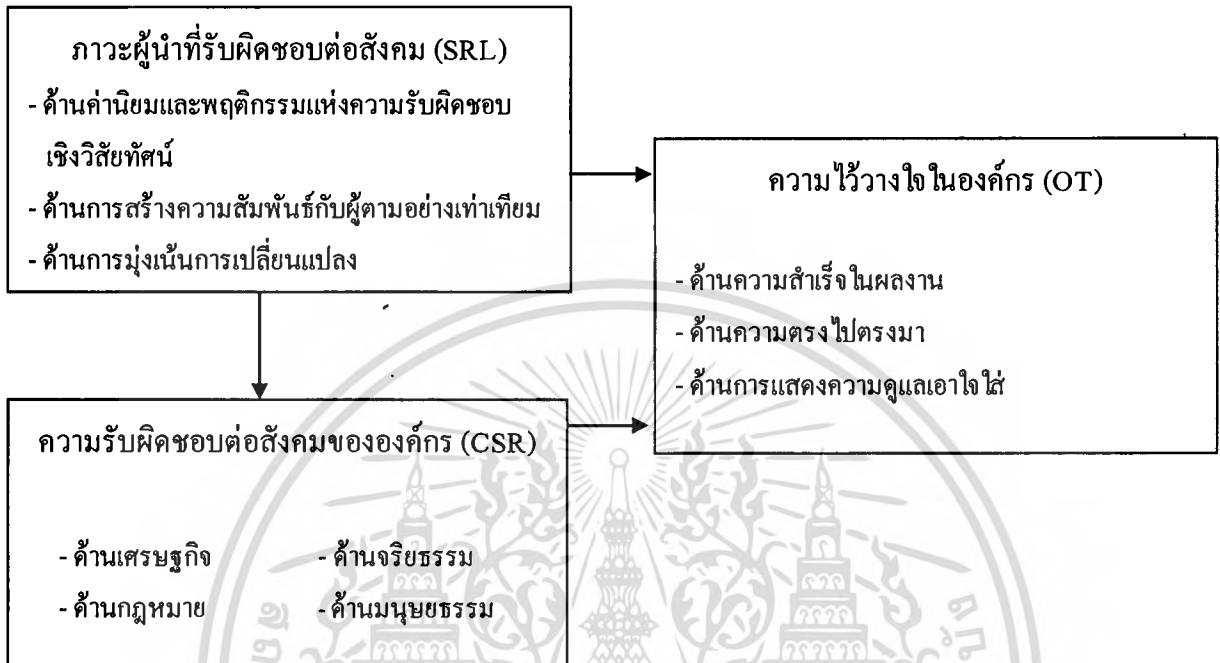 ภาวะผู้นำที่รับผิดชอบต่อสังคม (SRL)
- ด้านค่านิยมและพฤติกรรมแห่งความรับผิดชอบ
เชิงวิสัยทัศน์
- ด้านการสร้างความสัมพันธ์กับผู้ตามอย่างเท่าเทียม
- ด้านการมุ่งเน้นการเปลี่ยนแปลง
ความไว้วางใจในองค์กร (OT)
- ด้านความสำเร็จในผลงาน
- ด้านความตรงไปตรงมา
- ด้านการแสดงความดูแลเอาใจใส่
ความรับผิดชอบต่อสังคมขององค์กร (CSR)
- ด้านเศรษฐกิจ - ด้านจริยธรรม
- ด้านกฎหมาย - ด้านมนุษยธรรม